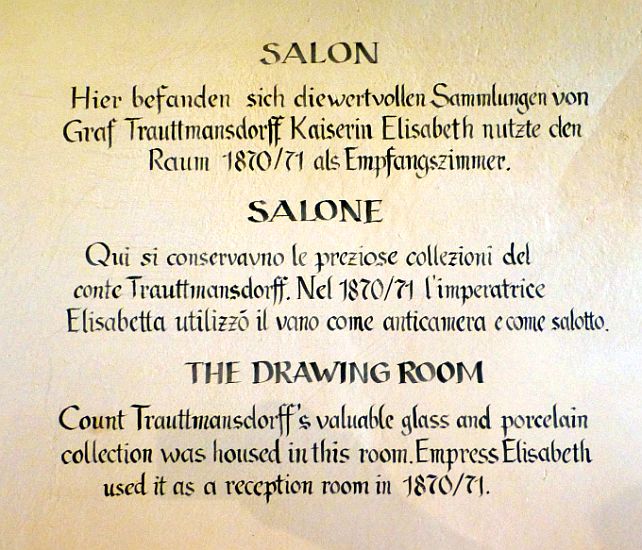 SALON
Hier befanden sich diewertvollen Sammlungen von
Graf Trauttmansdorff Kaiserin Elisabeth nutzte den
Raum 1870/71 als Empfangszimmer.
SALONE
Qui si conservavno le preziose collezioni del
conte Trauttmansdorff. Nel 1870/71 l'imperatrice
Elisabetta utilizzó il vano come anticamera e come salotto.
THE DRAWING ROOM
Count Trauttmansdorff's valuable glass and porcelain
collection was housed in this room. Empress Elisabeth
used it as a reception room in 1870/71.